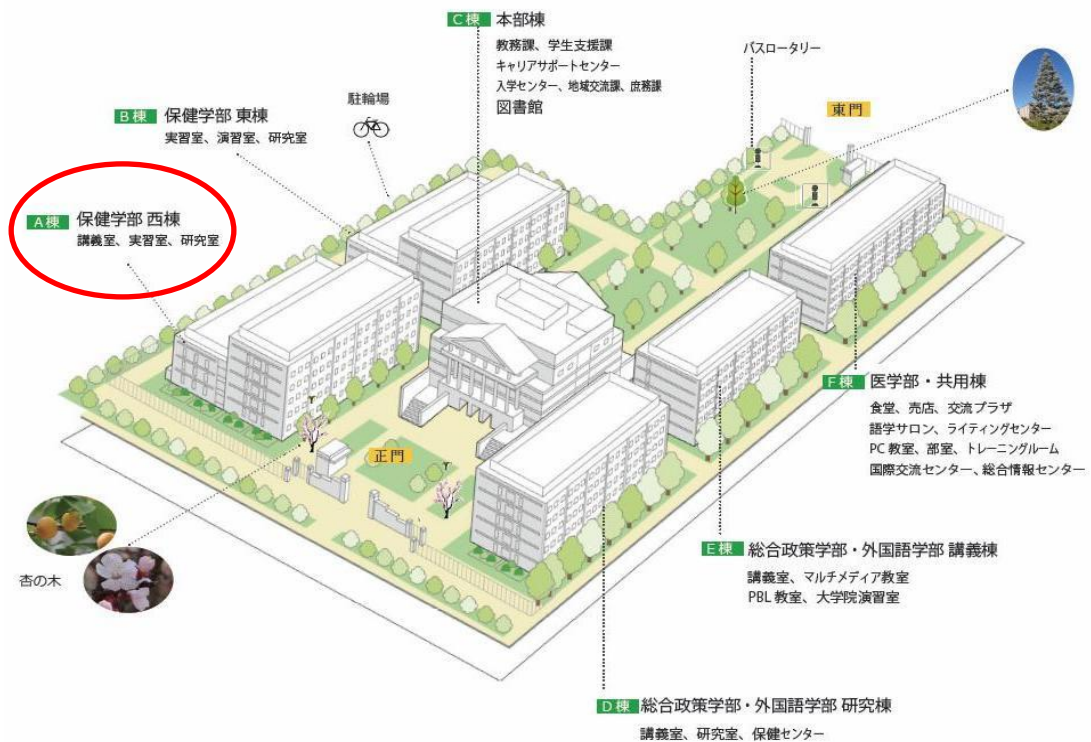 C棟 本部棟
教務課、学生支援課
キャリアサポートセンター
入学センター、地域交流課、庶務課
図書館
バスロータリー
東門
駐輪場
B棟 保健学部 東棟
実習室、演習室、研究室
A棟 保健学部 西棟
講義室、実習室、研究室
正門
F棟 医学部・共用棟
食堂、売店、交流プラザ
語学サロン、ライティングセンター
PC教室、部室、トレーニングルーム
国際交流センター、総合情報センター
杏の木
E棟 総合政策学部・外国語学部 講義棟
講義室、マルチメディア教室
PBL教室、大学院演習室
D棟 総合政策学部・外国語学部 研究棟
講義室、研究室、保健センター